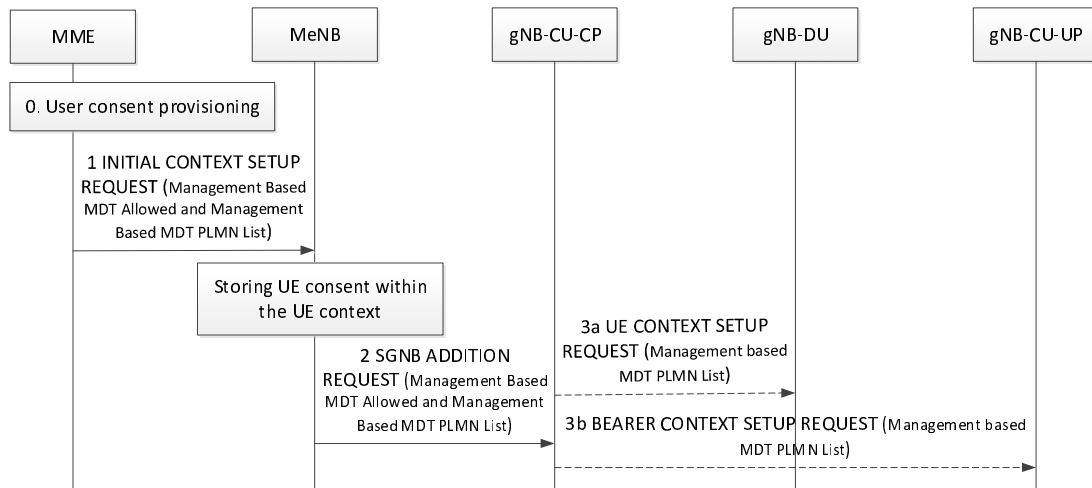 MME
MeNB
gNB-CU-CP
gNB-DU
gNB-CU-UP
0. User consent provisioning
1 INITIAL CONTEXT SETUP
REQUEST (Management Based
MDT Allowed and Management
Based MDT PLMN List)
Storing UE consent within
the UE context
2 SGNB ADDITION
REQUEST (Management Based
MDT Allowed and Management
Based MDT PLMN List)
3a UE CONTEXT SETUP
REQUEST (Management based
MDT PLMN List)
3b BEARER CONTEXT SETUP REQUEST (Management based
MDT PLMN List)